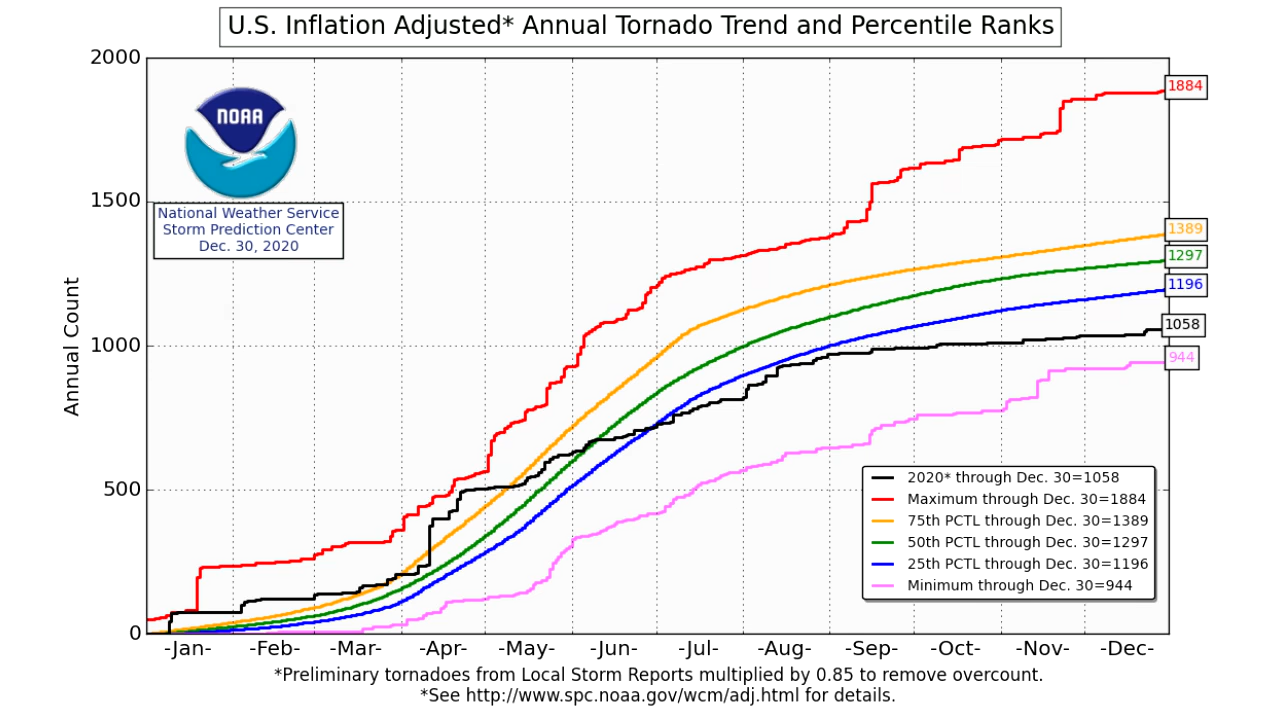 U.S. Inflation Adjusted* Annual Tornado Trend and Percentile Ranks
2000
1500
1000
500
0
Annual Count
NOAA
National Weather Service
Storm Prediction Center
Dec. 30, 2020
1884
1389
1297
1196
1058
944
2020* through Dec. 30=1058
Maximum through Dec. 30=1884
75th PCTL through Dec. 30=1389
50th PCTL through Dec. 30=1297
25th PCTL through Dec. 30=1196
Minimum through Dec. 30=944
-Jan- -Feb- -Mar- -Apr- -May- -Jun- -Jul- -Aug- -Sep- -Oct- -Nov- -Dec-
*Preliminary tornadoes from Local Storm Reports multiplied by 0.85 to remove overcount.
*See http://www.spc.noaa.gov/wcm/adj.html for details.